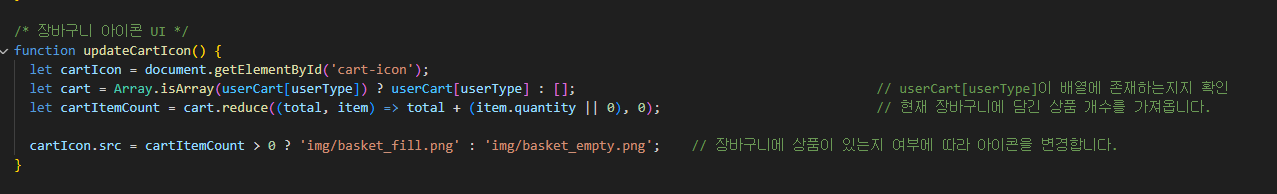 /* 장바구니 아이콘 UI */
function updateCartIcon() {
let cartIcon = document.getElementById('cart-icon');
let cart = Array.isArray(userCart[userType]) ? userCart[userType] : []; // userCart[userType]이 배열에 존재하는지지 확인
let cartItemCount = cart.reduce((total, item) => total + (item.quantity || 0), 0); // 현재 장바구니에 담긴 상품 개수를 가져옵니다.
cartIcon.src = cartItemCount > 0 ? 'img/basket_fill.png' : 'img/basket_empty.png'; // 장바구니에 상품이 있는지 여부에 따라 아이콘을 변경합니다.
}